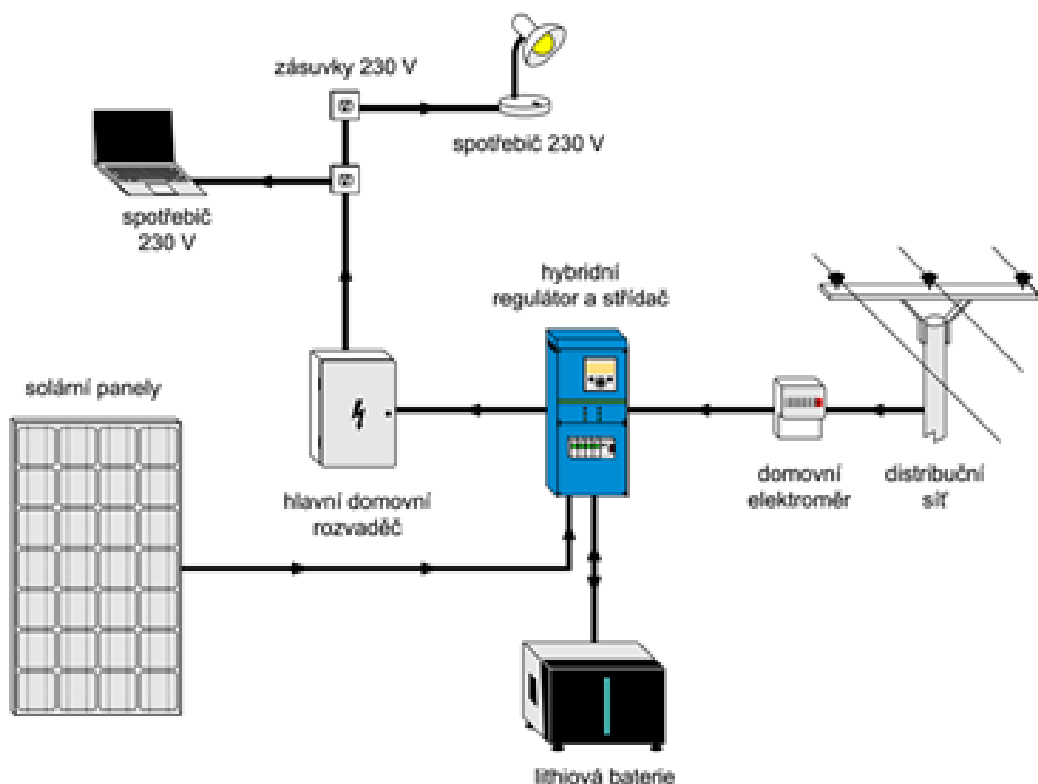 zásuvky 230 V
spotřebič 230 V
spotřebič
230 V
hybridní
regulátor a střídač
solární panely
hlavní domovní
rozvaděč
domovní
elektroměr
distribuční
síť
lithiová baterie